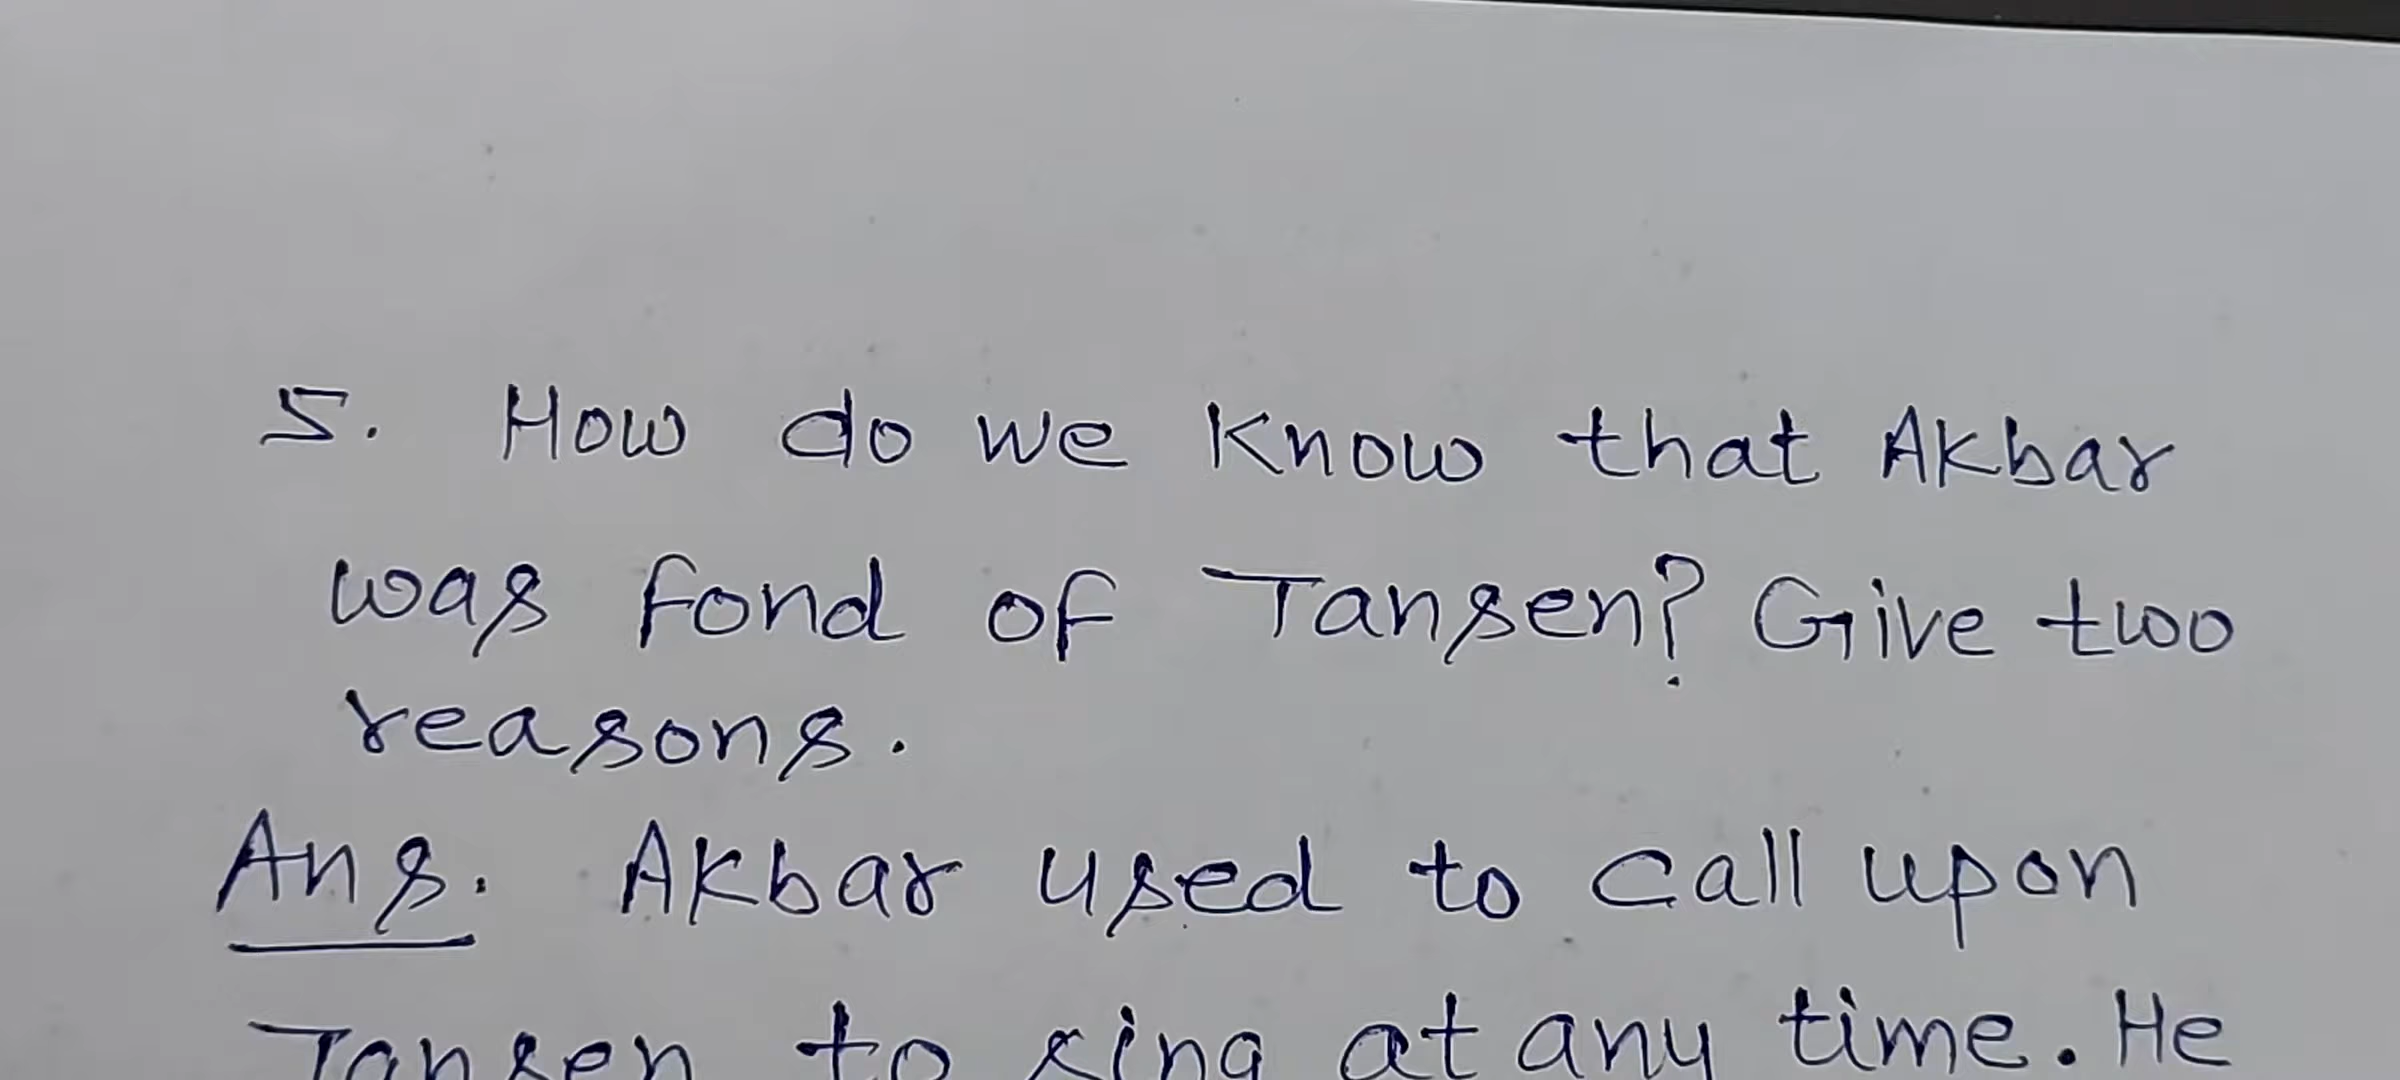 5. How do we know that Akbar
was fond of Tansen? Give two
reasons.
Ans. Akbar used to call upon
Tansen to sing at any time. He